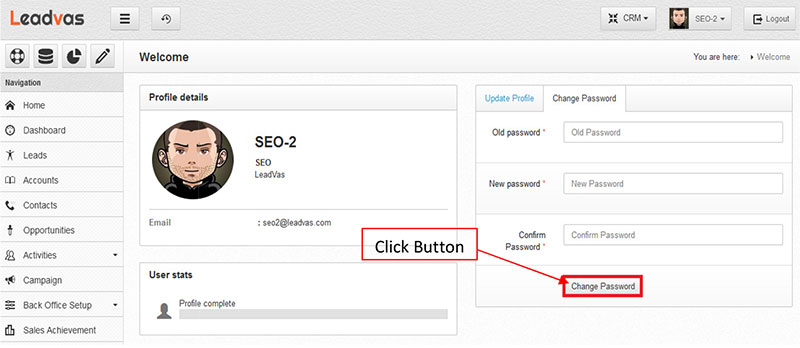 Leadvas
CRM
SEO-2
Logout
Welcome
You are here: Welcome
Navigation
Home
Dashboard
Leads
Accounts
Contacts
Opportunities
Activities
Campaign
Back Office Setup
Sales Achievement
Profile details
SEO-2
SEO
LeadVas
Email : seo2@leadvas.com
User stats
Profile complete
Update Profile Change Password
Old password * Old Password
New password * New Password
Confirm
Password * Confirm Password
Click Button
Change Password